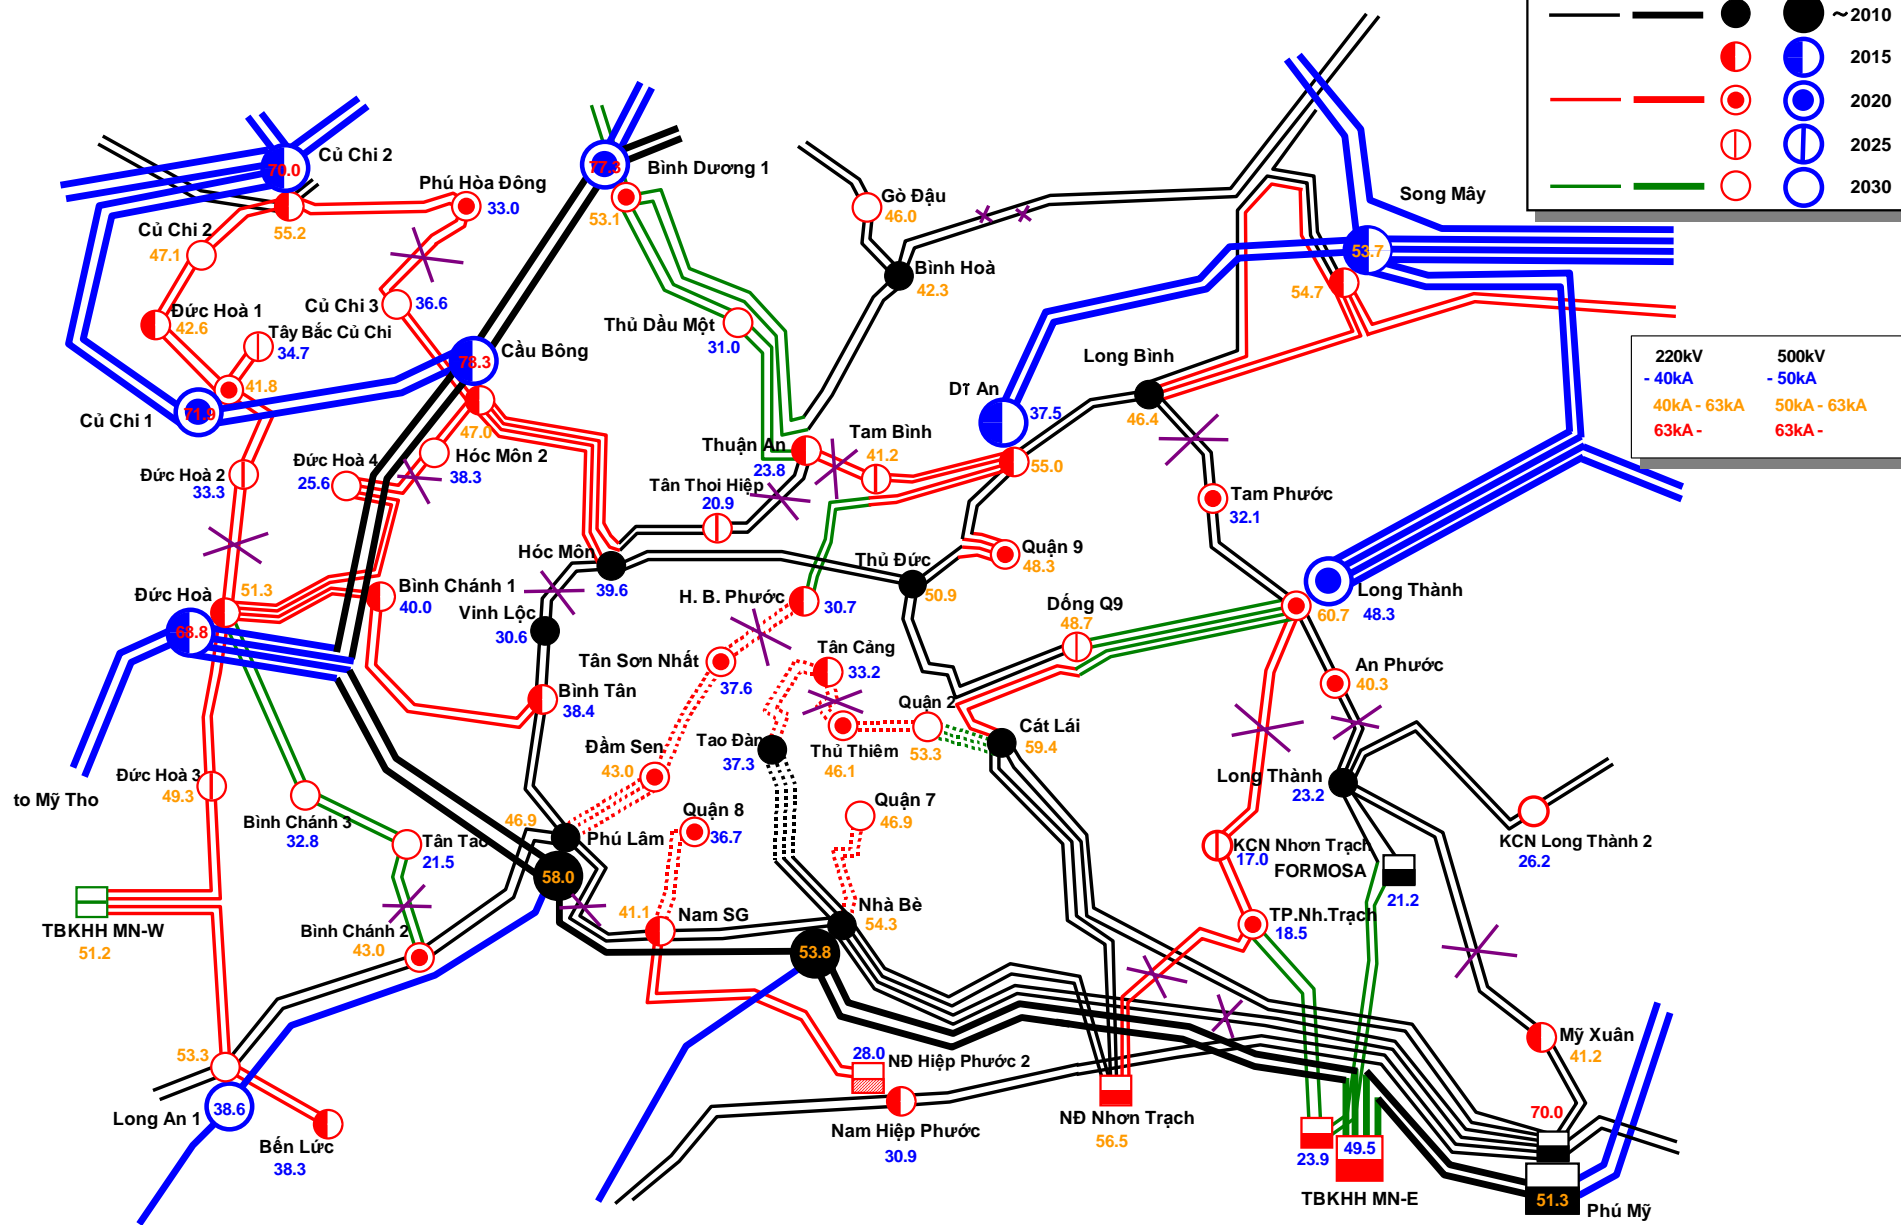 ~2010
2015
2020
2025
2030
220kV 500kV
- 40kA - 50kA
40kA - 63kA 50kA - 63kA
63kA - 63kA -
Củ Chi 2
70.0
55.2
Phú Hòa Đông
33.0
Củ Chi 2
47.1
Đức Hoà 1
42.6
Tây Bắc Củ Chi
34.7
41.8
Củ Chi 3
36.6
Củ Chi 1
71.9
Cầu Bông
78.3
47.0
Bình Dương 1
77.3
53.1
Thủ Dầu Một
31.0
Gò Đậu
46.0
Bình Hoà
42.3
Song Mây
53.7
54.7
Long Bình
46.4
Dĩ An
37.5
55.0
Thuận An
23.8
Tam Bình
41.2
Tân Thoi Hiệp
20.9
Đức Hoà 2
33.3
Đức Hoà 4
25.6
Hóc Môn 2
38.3
Tam Phước
32.1
Hóc Môn
39.6
Thủ Đức
50.9
Quận 9
48.3
Đức Hoà
51.3
68.8
Bình Chánh 1
40.0
Vinh Lộc
30.6
H. B. Phước
30.7
Dống Q9
48.7
Long Thành
48.3
60.7
Tân Sơn Nhất
37.6
Tân Cảng
33.2
An Phước
40.3
Bình Tân
38.4
Quận 2
53.3
Cát Lái
59.4
Tao Đàn
37.3
Thủ Thiêm
46.1
Đầm Sen
43.0
Long Thành
23.2
Đức Hoà 3
49.3
to Mỹ Tho
Bình Chánh 3
32.8
Tân Tao
21.5
46.9
Phú Lâm
58.0
Quận 8
36.7
Quận 7
46.9
KCN Long Thành 2
26.2
KCN Nhơn Trạch
17.0
FORMOSA
21.2
TBKHH MN-W
51.2
Bình Chánh 2
43.0
41.1
Nam SG
Nhà Bè
54.3
53.8
TP.Nh.Trạch
18.5
53.3
Long An 1
38.6
Bến Lức
38.3
28.0
NĐ Hiệp Phước 2
Nam Hiệp Phước
30.9
NĐ Nhơn Trạch
56.5
Mỹ Xuân
41.2
23.9
49.5
TBKHH MN-E
70.0
51.3
Phú Mỹ